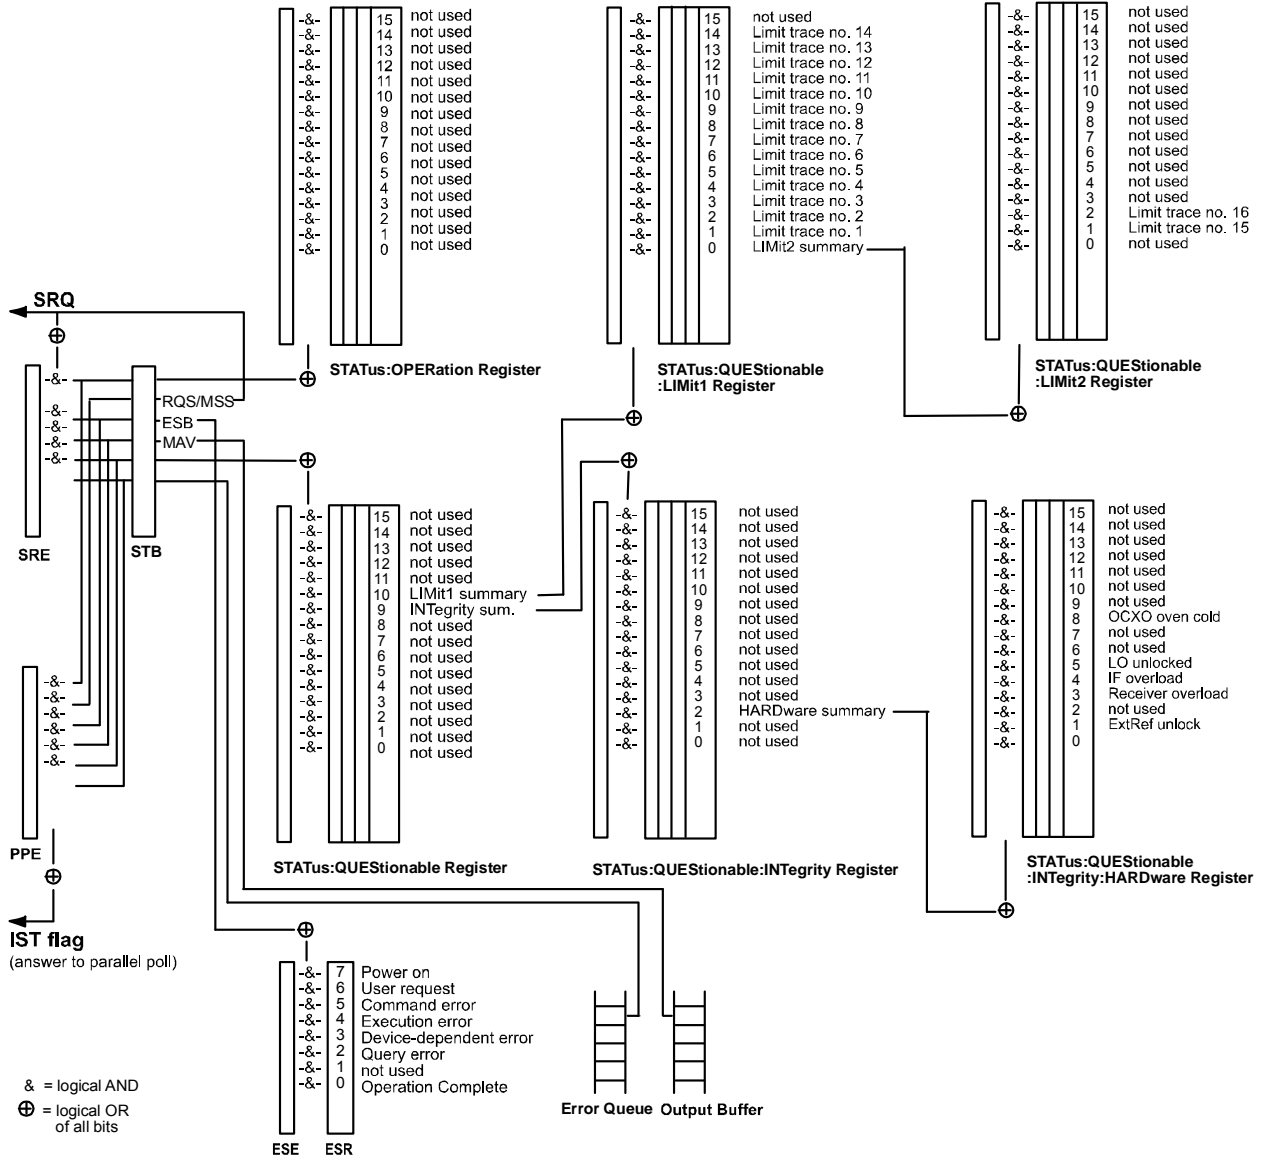 -&- 15 not used
-&- 14 not used
-&- 13 not used
-&- 12 not used
-&- 11 not used
-&- 10 not used
-&- 9 not used
-&- 8 not used
-&- 7 not used
-&- 6 not used
-&- 5 not used
-&- 4 not used
-&- 3 not used
-&- 2 not used
-&- 1 not used
-&- 0 not used
STATus:OPERation Register
-&- 15 not used
-&- 14 Limit trace no. 14
-&- 13 Limit trace no. 13
-&- 12 Limit trace no. 12
-&- 11 Limit trace no. 11
-&- 10 Limit trace no. 10
-&- 9 Limit trace no. 9
-&- 8 Limit trace no. 8
-&- 7 Limit trace no. 7
-&- 6 Limit trace no. 6
-&- 5 Limit trace no. 5
-&- 4 Limit trace no. 4
-&- 3 Limit trace no. 3
-&- 2 Limit trace no. 2
-&- 1 Limit trace no. 1
-&- 0 LIMit2 summary
STATus:QUEStionable
:LIMit1 Register
-&- 15 not used
-&- 14 not used
-&- 13 not used
-&- 12 not used
-&- 11 not used
-&- 10 not used
-&- 9 not used
-&- 8 not used
-&- 7 not used
-&- 6 not used
-&- 5 not used
-&- 4 not used
-&- 3 not used
-&- 2 Limit trace no. 16
-&- 1 Limit trace no. 15
-&- 0 not used
STATus:QUEStionable
:LIMit2 Register
SRQ
-&-
-&-
-&-
-&-
-&-
SRE
RQS/MSS
ESB
MAV
STB
-&- 15 not used
-&- 14 not used
-&- 13 not used
-&- 12 not used
-&- 11 not used
-&- 10 LIMit1 summary
-&- 9 INTegrity sum.
-&- 8 not used
-&- 7 not used
-&- 6 not used
-&- 5 not used
-&- 4 not used
-&- 3 not used
-&- 2 not used
-&- 1 not used
-&- 0 not used
STATus:QUEStionable Register
-&- 15 not used
-&- 14 not used
-&- 13 not used
-&- 12 not used
-&- 11 not used
-&- 10 not used
-&- 9 not used
-&- 8 not used
-&- 7 not used
-&- 6 not used
-&- 5 not used
-&- 4 not used
-&- 3 not used
-&- 2 HARDware summary
-&- 1 not used
-&- 0 not used
STATus:QUEStionable:INTegrity Register
-&- 15 not used
-&- 14 not used
-&- 13 not used
-&- 12 not used
-&- 11 not used
-&- 10 not used
-&- 9 not used
-&- 8 OCXO oven cold
-&- 7 not used
-&- 6 not used
-&- 5 LO unlocked
-&- 4 IF overload
-&- 3 Receiver overload
-&- 2 not used
-&- 1 ExtRef unlock
-&- 0
STATus:QUEStionable
:INTegrity:HARDware Register
-&-
-&-
-&-
-&-
-&-
-&-
PPE
IST flag
(answer to parallel poll)
-&- 7 Power on
-&- 6 User request
-&- 5 Command error
-&- 4 Execution error
-&- 3 Device-dependent error
-&- 2 Query error
-&- 1 not used
-&- 0 Operation Complete
ESE ESR
Error Queue Output Buffer
& = logical AND
⊕ = logical OR
of all bits